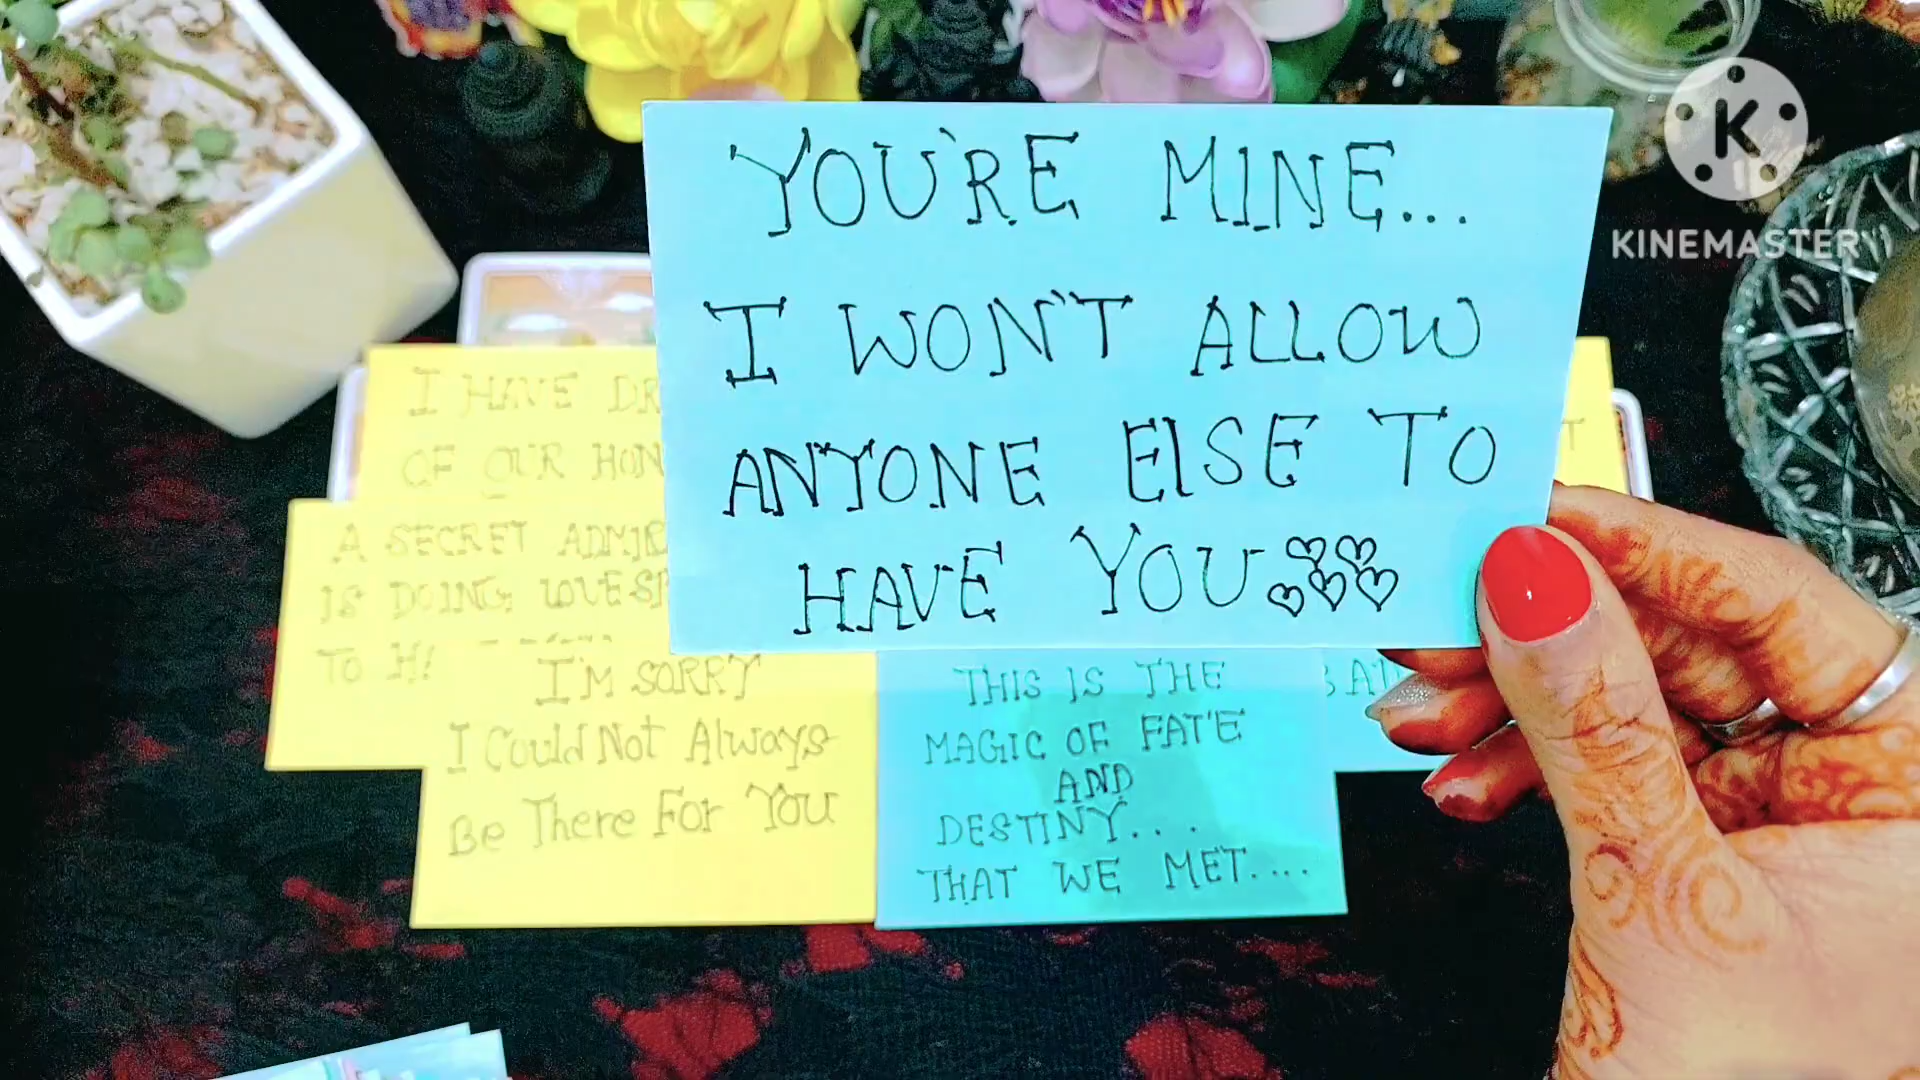 YOU'RE MINE...
I WON'T ALLOW
ANYONE ElSE TO
HAVE YOU
KINEMASTER
I HAVE
OF OUR
A SECRET
IS DOING
TO
I'M SORRY
I Could Not Always
Be There For You
THIS IS THE
MAGIC OF FATE
AND
DESTINY...
THAT WE MET....